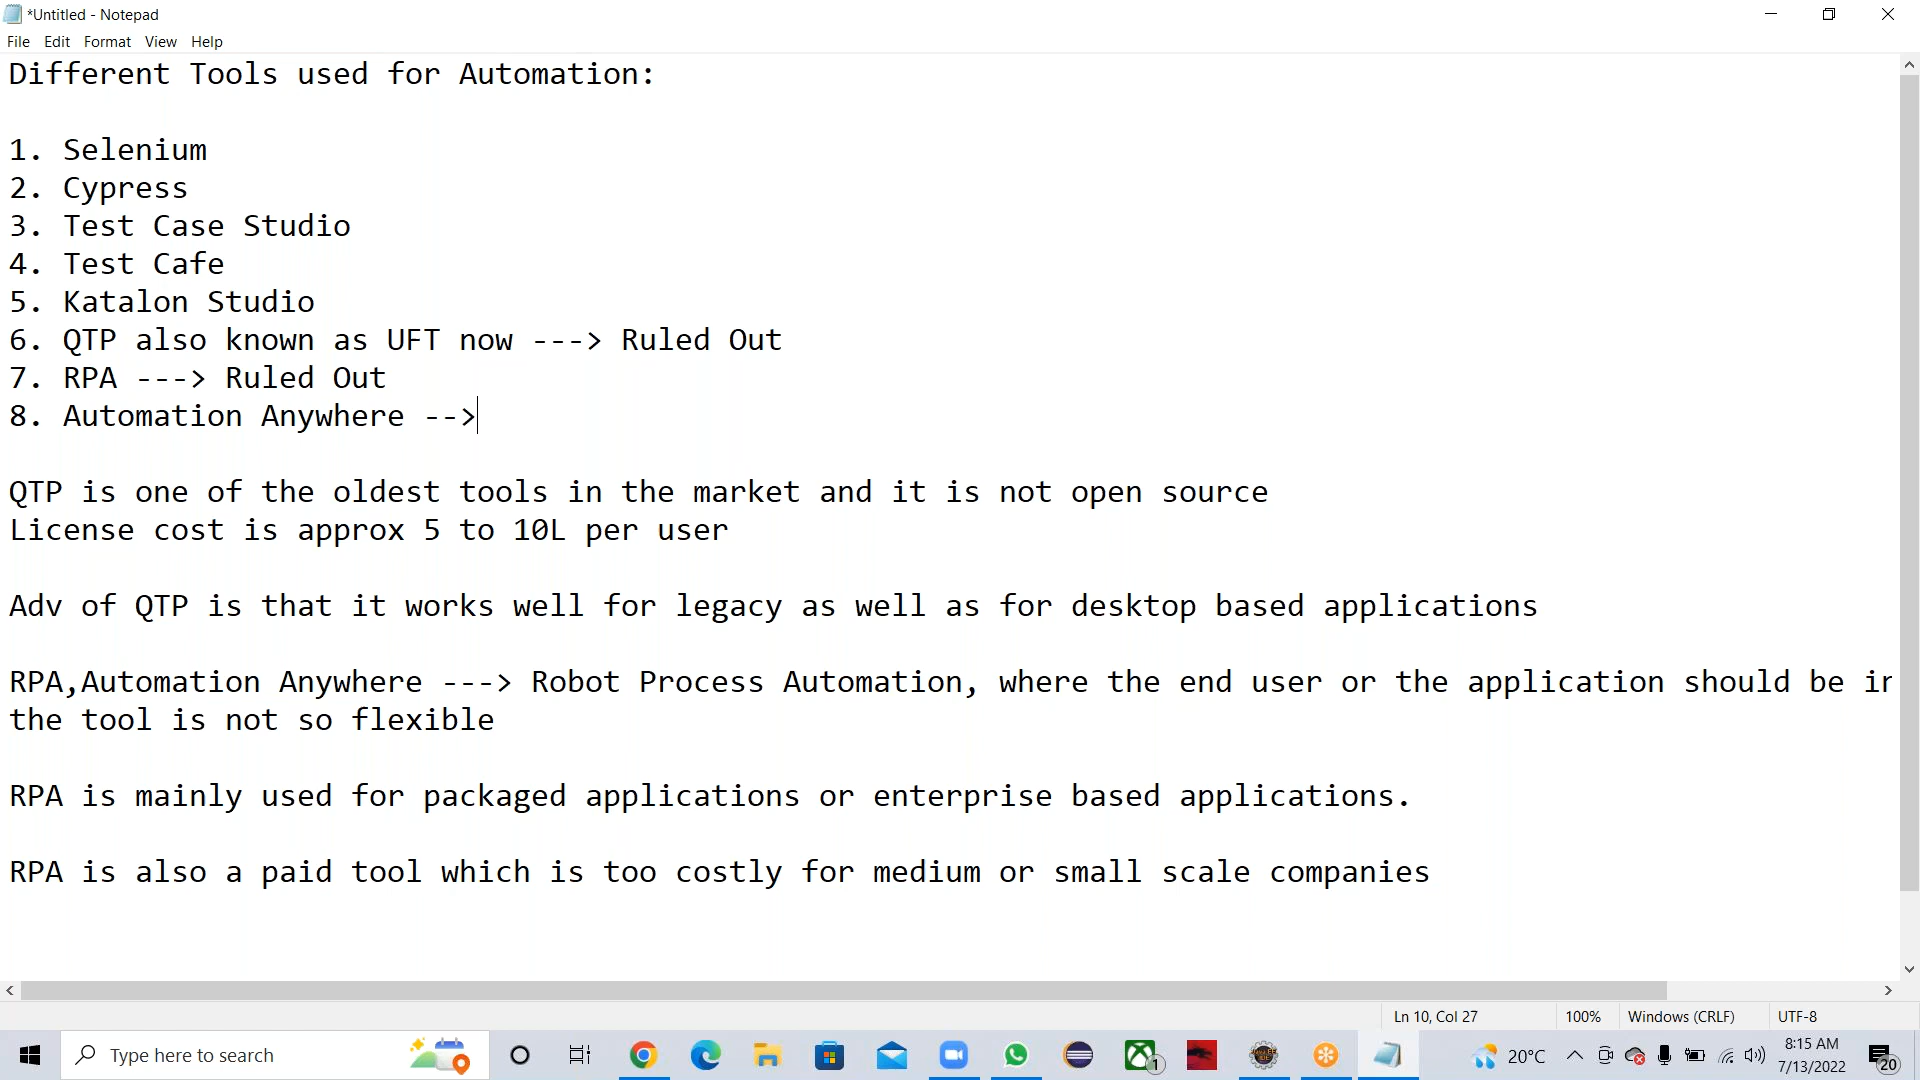 *Untitled - Notepad
File Edit Format View Help
Different Tools used for Automation:
1. Selenium
2. Cypress
3. Test Case Studio
4. Test Cafe
5. Katalon Studio
6. QTP also known as UFT now ---> Ruled Out
7. RPA ---> Ruled Out
8. Automation Anywhere -->
QTP is one of the oldest tools in the market and it is not open source
License cost is approx 5 to 10L per user
Adv of QTP is that it works well for legacy as well as for desktop based applications
RPA,Automation Anywhere ---> Robot Process Automation, where the end user or the application should be
the tool is not so flexible
RPA is mainly used for packaged applications or enterprise based applications.
RPA is also a paid tool which is too costly for medium or small scale companies
Ln 10, Col 27 100% Windows (CRLF) UTF-8
Type here to search 1 20°C 8:15 AM
7/13/2022 20